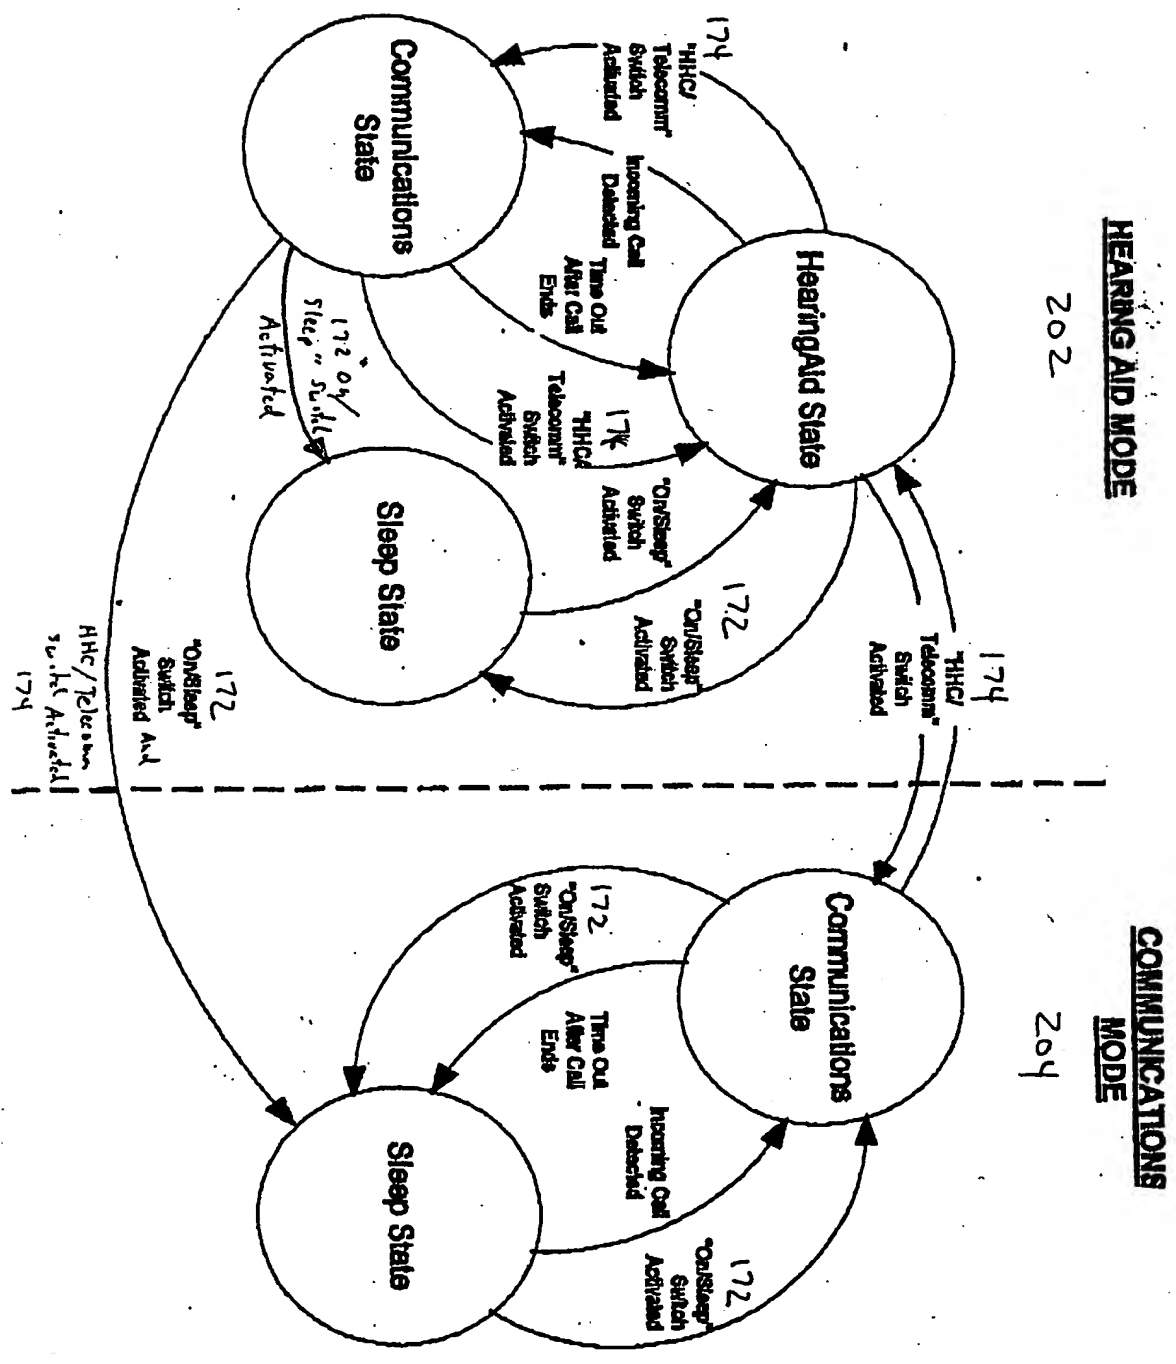 HEARING AID MODE
202
174
"HHC/
Telecomm"
Switch
Activated
Incoming Call
Detected
HearingAid State
Communications
State
Time Out
After Call
Ends
174
"HHC/
Telecomm"
Switch
Activated
"On/Sleep"
Switch
Activated
172
"On/Sleep"
Switch
Activated
172 On/
Sleep" Switch
Activated
Sleep State
174
"HHC/
Telecomm"
Switch
Activated
172
"On/Sleep"
Switch
Activated And
HHC/Telecomm
Switch Activated
174
COMMUNICATIONS
MODE
204
Communications
State
172
"On/Sleep"
Switch
Activated
Time Out
After Call
Ends
Incoming Call
Detected
172
"On/Sleep"
Switch
Activated
Sleep State